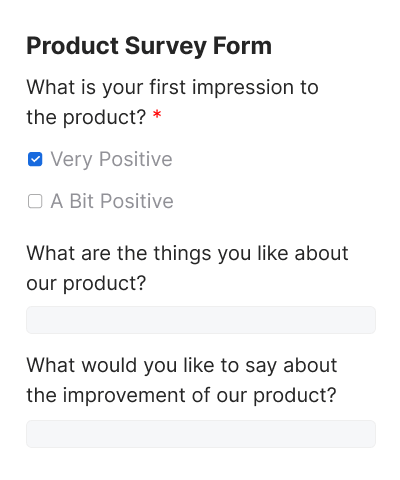 Product Survey Form
What is your first impression to
the product? *
Very Positive
A Bit Positive
What are the things you like about
our product?
What would you like to say about
the improvement of our product?